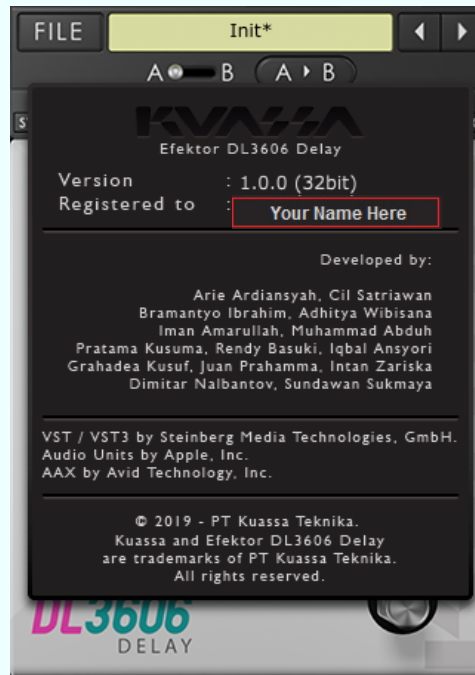 FILE
Init*
A B A B
KVASSA
Efektor DL3606 Delay
Version : 1.0.0 (32bit)
Registered to : Your Name Here
Developed by:
Arie Ardiansyah, Cil Satriawan
Bramantyo Ibrahim, Adhitya Wibisana
Iman Amarullah, Muhammad Abduh
Pratama Kusuma, Rendy Basuki, Iqbal Ansyori
Grahadea Kusuf, Juan Prahamma, Intan Zariska
Dimitar Nalbantov, Sundawan Sukmaya
VST / VST3 by Steinberg Media Technologies, GmbH.
Audio Units by Apple, Inc.
AAX by Avid Technology, Inc.
© 2019 - PT Kuassa Teknika.
Kuassa and Efektor DL3606 Delay
are trademarks of PT Kuassa Teknika.
All rights reserved.
DL3606
DELAY